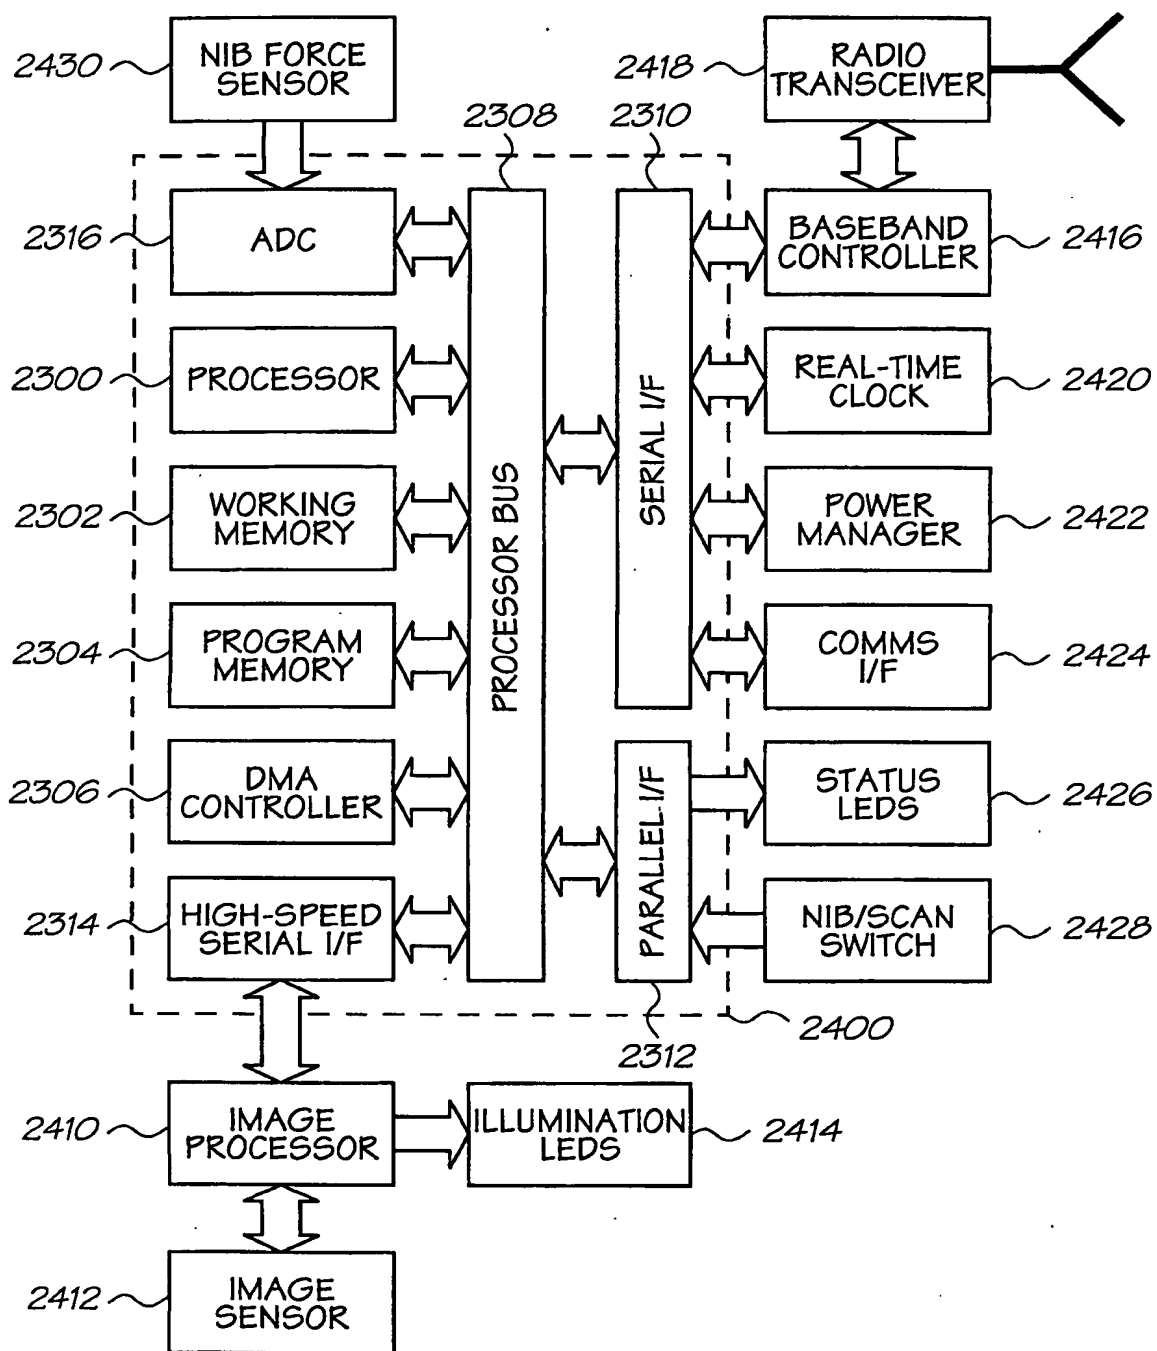 2430
NIB FORCE
SENSOR
2418
RADIO
TRANSCEIVER
2308
2310
2316
ADC
BASEBAND
CONTROLLER
2416
2300
PROCESSOR
REAL-TIME
CLOCK
2420
2302
WORKING
MEMORY
PROCESSOR BUS
SERIAL I/F
POWER
MANAGER
2422
2304
PROGRAM
MEMORY
COMMS
I/F
2424
2306
DMA
CONTROLLER
PARALLEL I/F
STATUS
LEDS
2426
2314
HIGH-SPEED
SERIAL I/F
NIB/SCAN
SWITCH
2428
2400
2312
2410
IMAGE
PROCESSOR
ILLUMINATION
LEDS
2414
2412
IMAGE
SENSOR